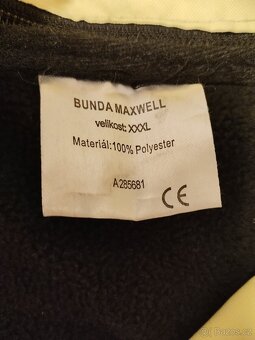 BUNDA MAXWELL
velikost: XXXL
Materiál:100% Polyester
A285681
CE